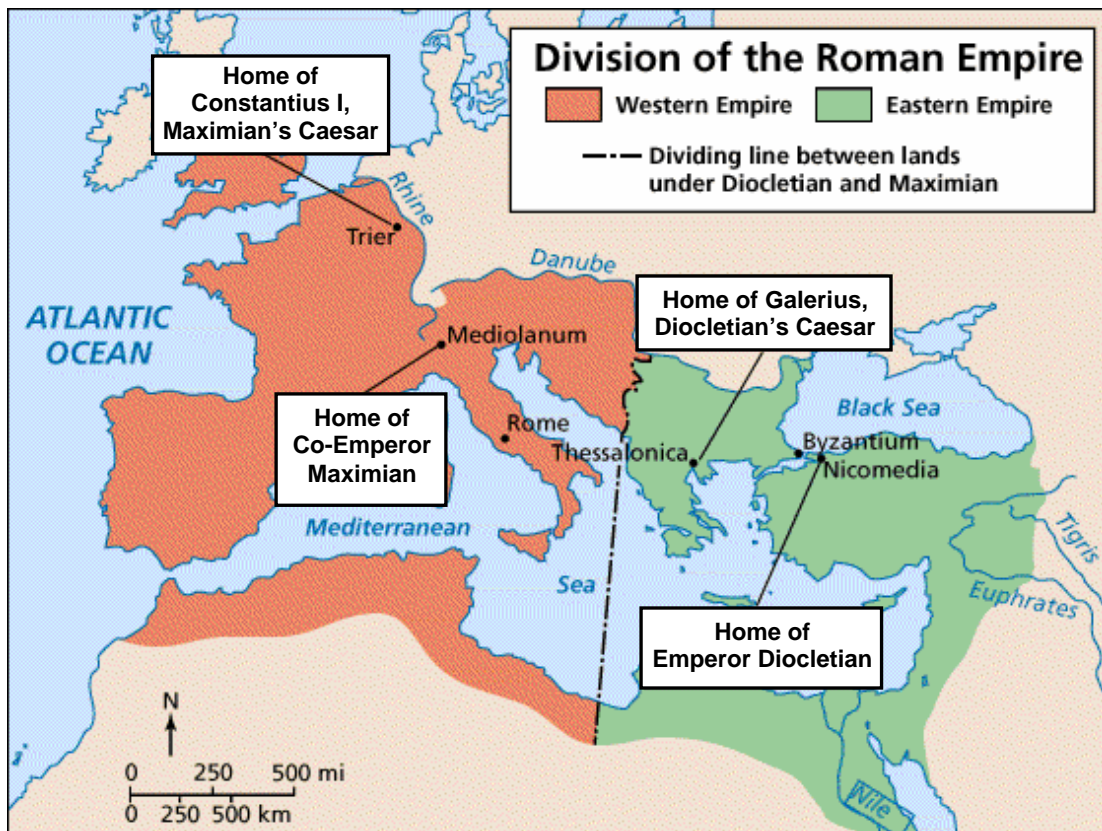 Division of the Roman Empire
Western Empire
Eastern Empire
Dividing line between lands
under Diocletian and Maximian
Home of
Constantius I,
Maximian's Caesar
Rhine
Trier
Danube
Home of Galerius,
Diocletian's Caesar
ATLANTIC
OCEAN
Mediolanum
Black Sea
Home of
Co-Emperor
Maximian
Rome
Thessalonica
Byzantium
Nicomedia
Mediterranean
Sea
Tigris
Euphrates
Home of
Emperor Diocletian
N
0 250 500 mi
0 250 500 km
Nile